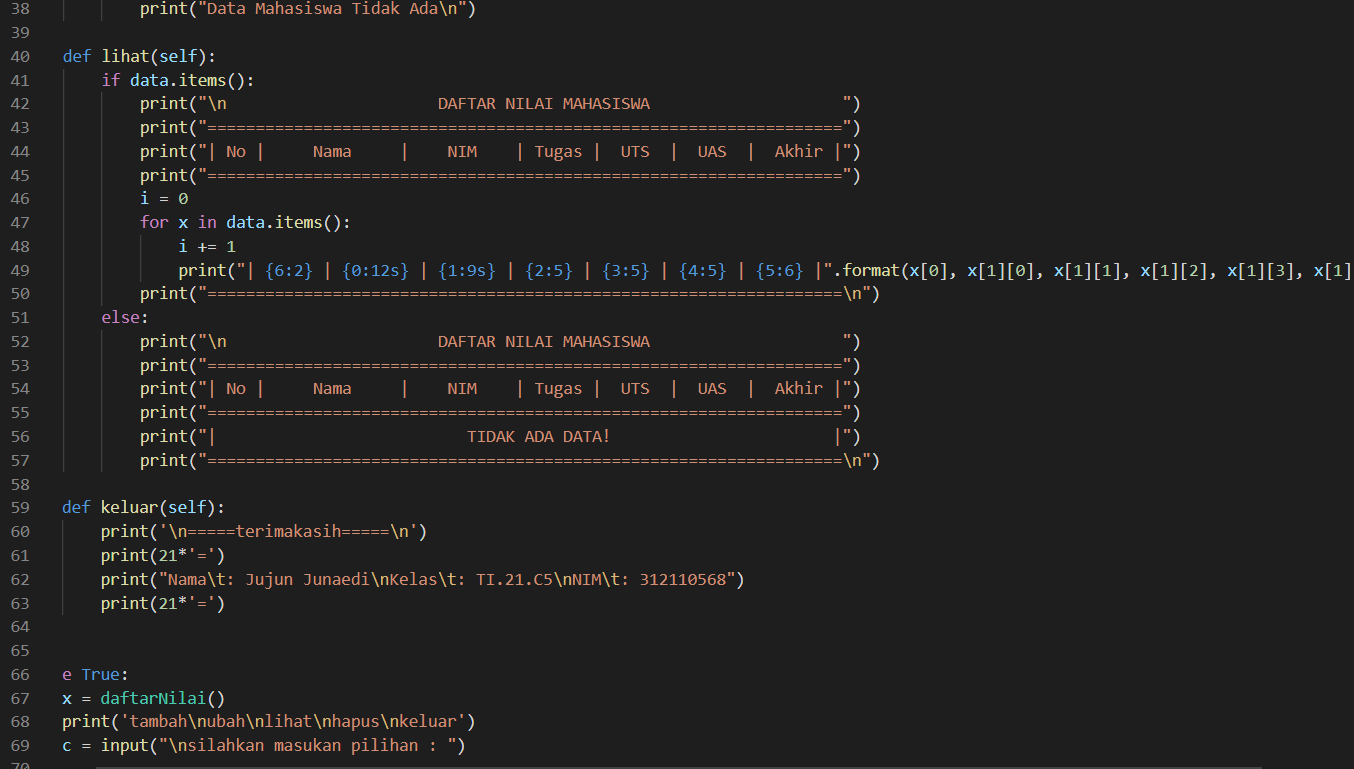 38 print("Data Mahasiswa Tidak Ada\n")
39
40 def lihat(self):
41 if data.items():
42 print("\n                      DAFTAR NILAI MAHASISWA                    ")
43 print("==================================================================")
44 print("| No |     Nama     |    NIM    | Tugas |  UTS  |  UAS  |  Akhir |")
45 print("==================================================================")
46 i = 0
47 for x in data.items():
48 i += 1
49 print("| {6:2} | {0:12s} | {1:9s} | {2:5} | {3:5} | {4:5} | {5:6} |".format(x[0], x[1][0], x[1][1], x[1][2], x[1][3], x[1]
50 print("==================================================================\n")
51 else:
52 print("\n                      DAFTAR NILAI MAHASISWA                    ")
53 print("==================================================================")
54 print("| No |     Nama     |    NIM    | Tugas |  UTS  |  UAS  |  Akhir |")
55 print("==================================================================")
56 print("|                          TIDAK ADA DATA!                       |")
57 print("==================================================================\n")
58
59 def keluar(self):
60 print('\n=====terimakasih=====\n')
61 print(21*'=')
62 print("Nama\t: Jujun Junaedi\nKelas\t: TI.21.C5\nNIM\t: 312110568")
63 print(21*'=')
64
65
66 e True:
67 x = daftarNilai()
68 print('tambah\nubah\nlihat\nhapus\nkeluar')
69 c = input("\nsilahkan masukan pilihan : ")
70